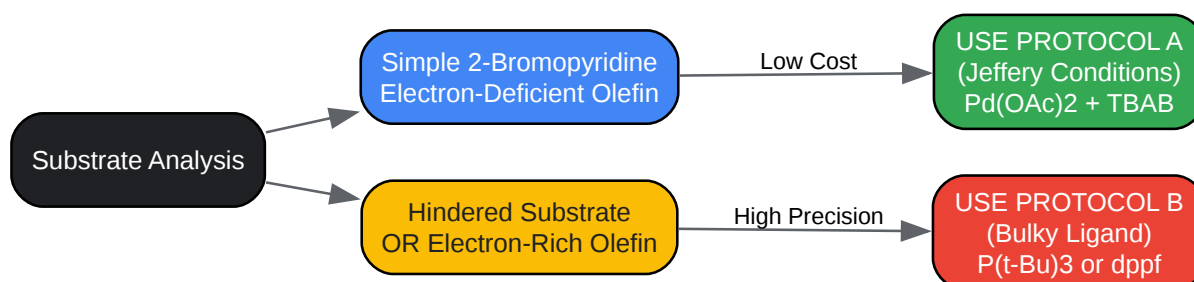 Substrate Analysis
Simple 2-Bromopyridine
Electron-Deficient Olefin
Low Cost
USE PROTOCOL A
(Jeffery Conditions)
Pd(OAc)2 + TBAB
Hindered Substrate
OR Electron-Rich Olefin
High Precision
USE PROTOCOL B
(Bulky Ligand)
P(t-Bu)3 or dppf